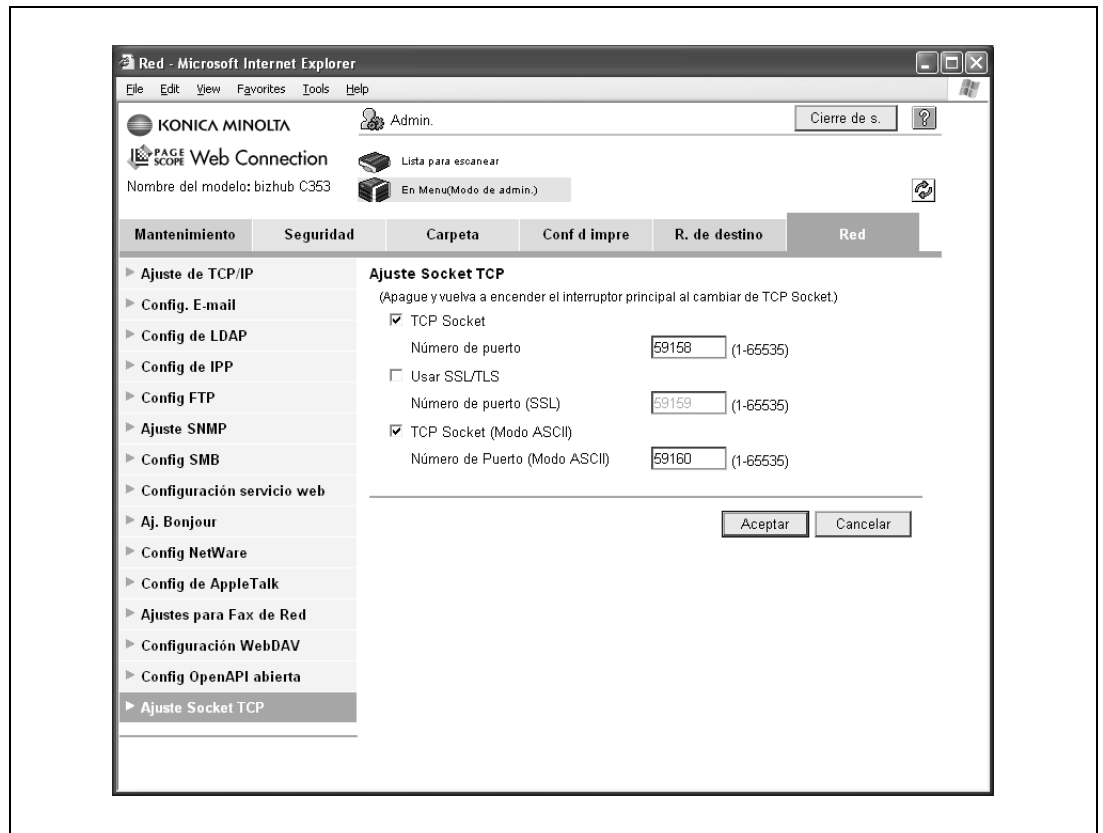 Red - Microsoft Internet Explorer
File Edit View Favorites Tools Help
KONICA MINOLTA
Admin.
Cierre de s.
?
PAGE SCOPE Web Connection
Lista para escanear
Nombre del modelo: bizhub C353
En Menu(Modo de admin.)
Mantenimiento Seguridad Carpeta Conf d impre R. de destino Red
Ajuste de TCP/IP
Config. E-mail
Config de LDAP
Config de IPP
Config FTP
Ajuste SNMP
Config SMB
Configuración servicio web
Aj. Bonjour
Config NetWare
Config de AppleTalk
Ajustes para Fax de Red
Configuración WebDAV
Config OpenAPI abierta
Ajuste Socket TCP
Ajuste Socket TCP
(Apague y vuelva a encender el interruptor principal al cambiar de TCP Socket.)
TCP Socket
Número de puerto 59158 (1-65535)
Usar SSL/TLS
Número de puerto (SSL) 59159 (1-65535)
TCP Socket (Modo ASCII)
Número de Puerto (Modo ASCII) 59160 (1-65535)
Aceptar Cancelar